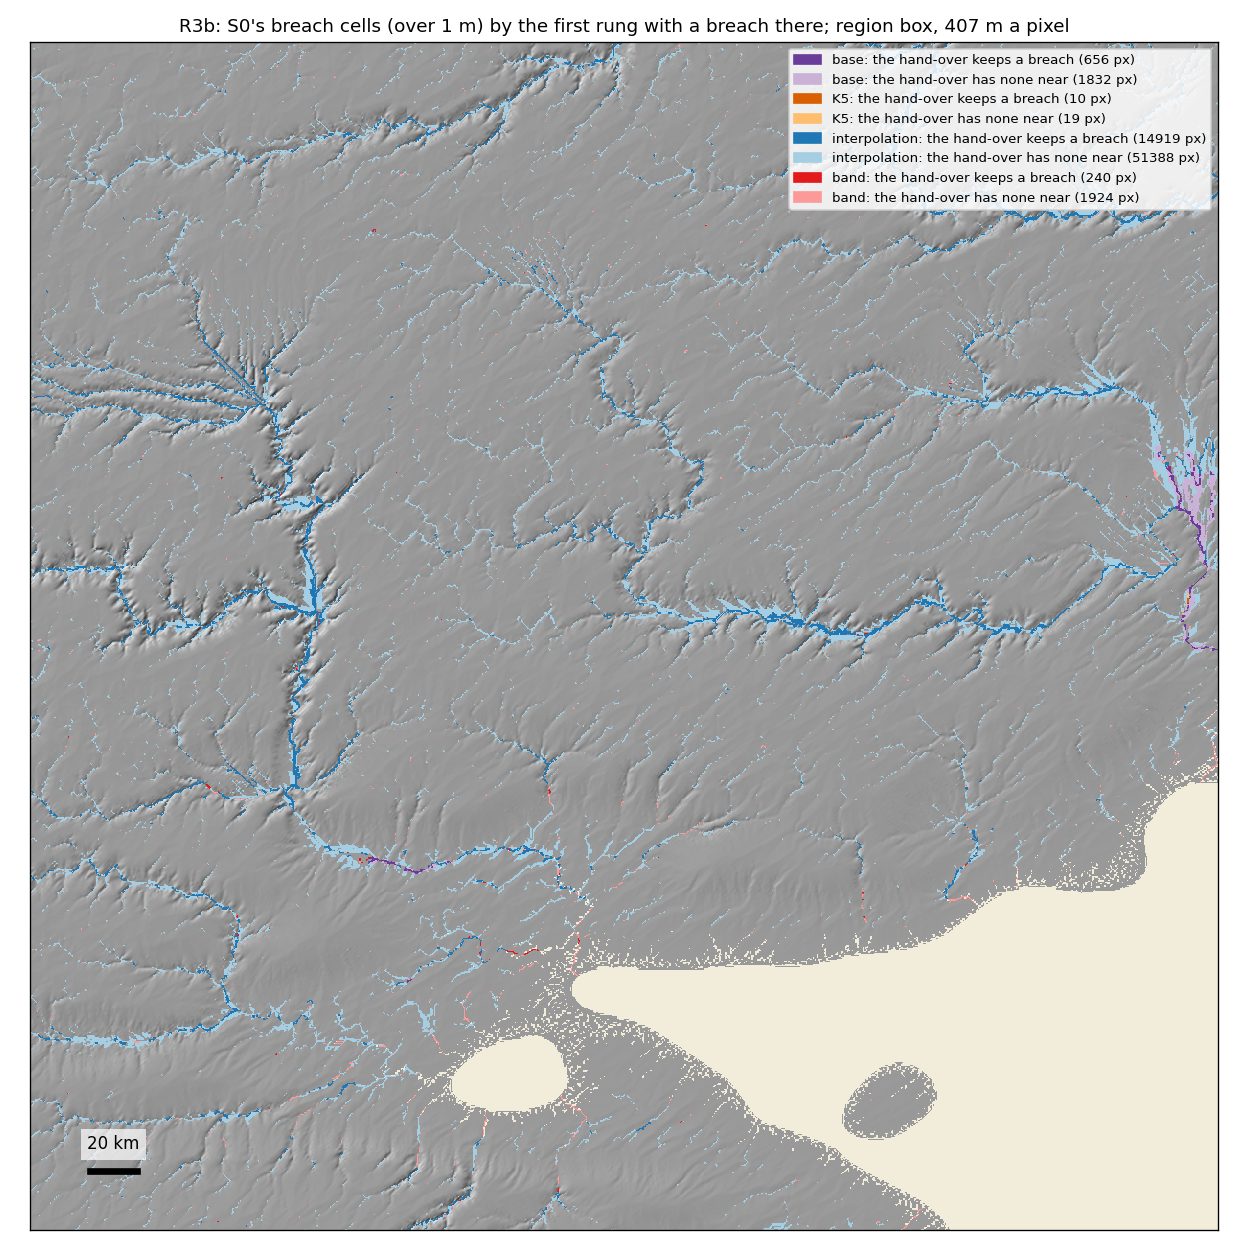 R3b: S0's breach cells (over 1 m) by the first rung with a breach there; region box, 407 m a pixel
base: the hand-over keeps a breach (656 px)
base: the hand-over has none near (1832 px)
K5: the hand-over keeps a breach (10 px)
K5: the hand-over has none near (19 px)
interpolation: the hand-over keeps a breach (14919 px)
interpolation: the hand-over has none near (51388 px)
band: the hand-over keeps a breach (240 px)
band: the hand-over has none near (1924 px)
20 km